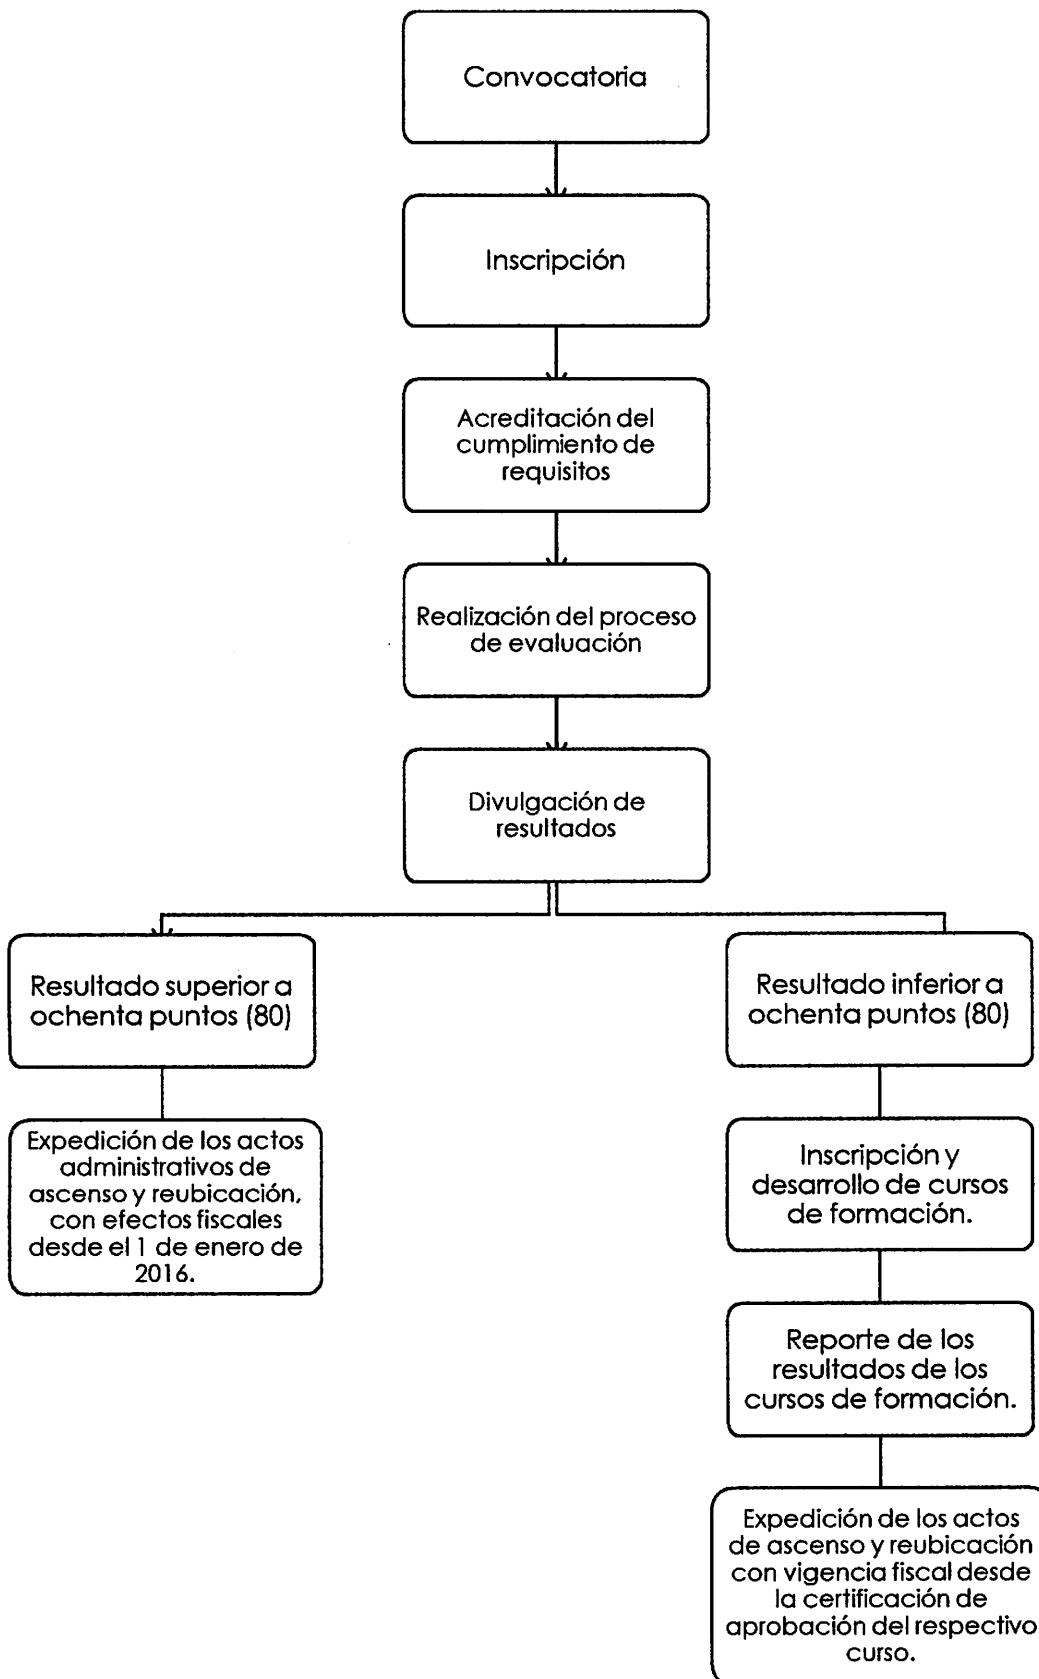 Convocatoria
Inscripción
Acreditación del
cumplimiento de
requisitos
Realización del proceso
de evaluación
Divulgación de
resultados
Resultado superior a
ochenta puntos (80)
Expedición de los actos
administrativos de
ascenso y reubicación,
con efectos fiscales
desde el 1 de enero de
2016.
Resultado inferior a
ochenta puntos (80)
Inscripción y
desarrollo de cursos
de formación.
Reporte de los
resultados de los
cursos de formación.
Expedición de los actos
de ascenso y reubicación
con vigencia fiscal desde
la certificación de
aprobación del respectivo
curso.